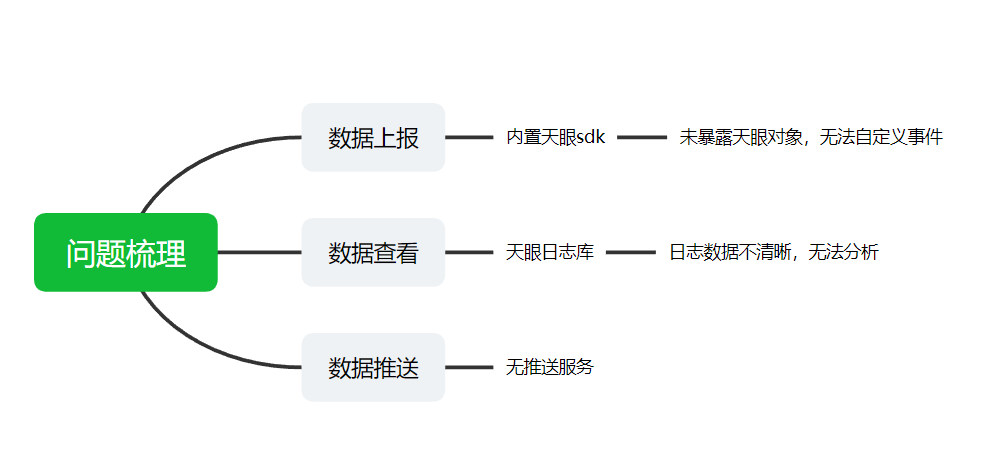 问题梳理
数据上报
内置天眼sdk
未暴露天眼对象，无法自定义事件
数据查看
天眼日志库
日志数据不清晰，无法分析
数据推送
无推送服务